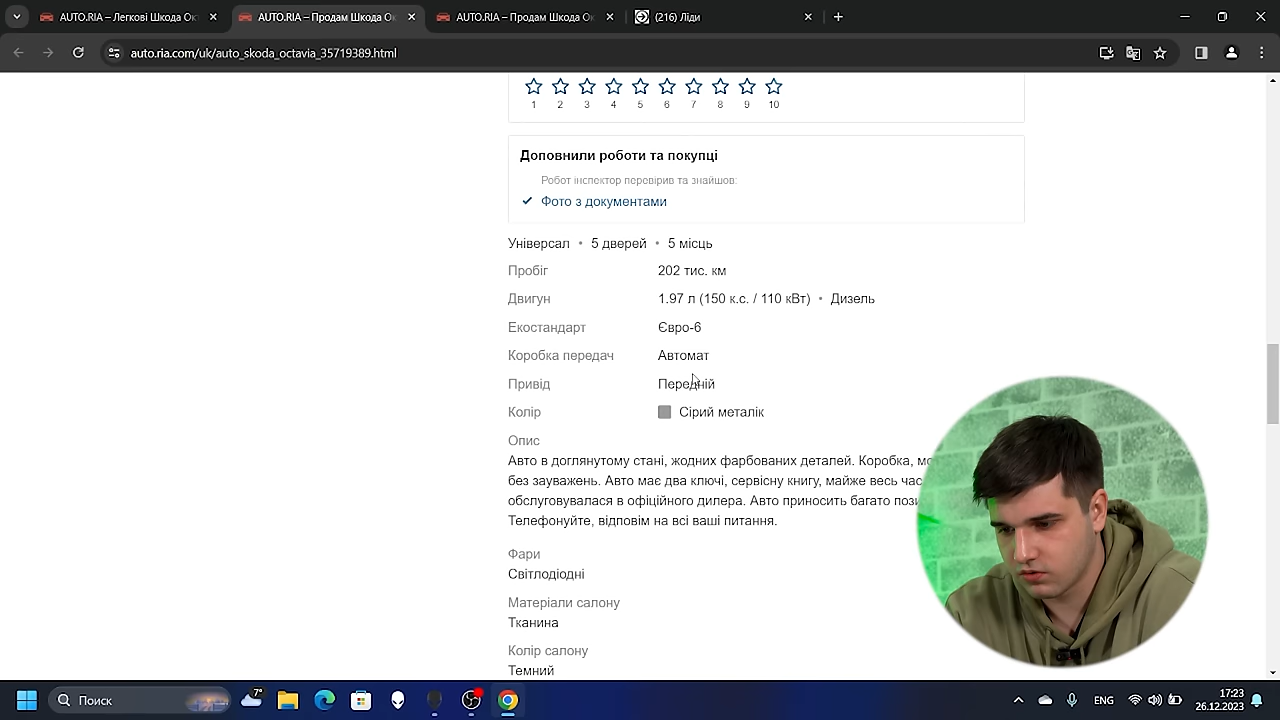 AUTO.RIA – Легкові Шкода Ок
AUTO.RIA – Продам Шкода Ок
AUTO.RIA – Продам Шкода Ок
(216) Ліди
auto.ria.com/uk/auto_skoda_octavia_35719389.html
1 2 3 4 5 6 7 8 9 10
Доповнили роботи та покупці
Робот інспектор перевірив та знайшов:
Фото з документами
Універсал • 5 дверей • 5 місць
Пробіг 202 тис. км
Двигун 1.97 л (150 к.с. / 110 кВт) • Дизель
Екостандарт Євро-6
Коробка передач Автомат
Привід Передній
Колір Сірий металік
Опис
Авто в доглянутому стані, жодних фарбованих деталей. Коробка,
без зауважень. Авто має два ключі, сервісну книгу, майже весь час
обслуговувалася в офіційного дилера. Авто приносить багато
Телефонуйте, відповім на всі ваші питання.
Фари
Світлодіодні
Матеріали салону
Тканина
Колір салону
Темний
Поиск
7°
ENG
17:23
26.12.2023